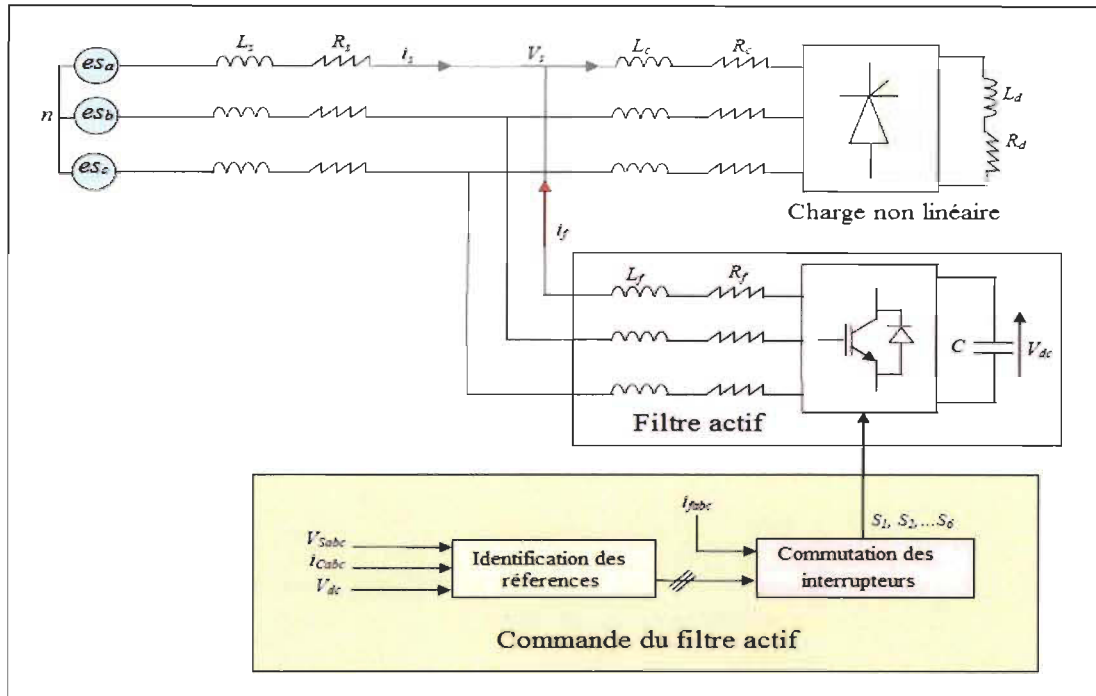 L_s R_s i_s V_s L_c R_c
es_a
n es_b
es_c
L_d
R_d
Charge non linéaire
i_f
L_f R_f
C V_dc
Filtre actif
i_fabc
S_1, S_2, ...S_6
V_Sabc
i_Cabc
V_dc
Identification des
réferences
Commutation des
interrupteurs
Commande du filtre actif